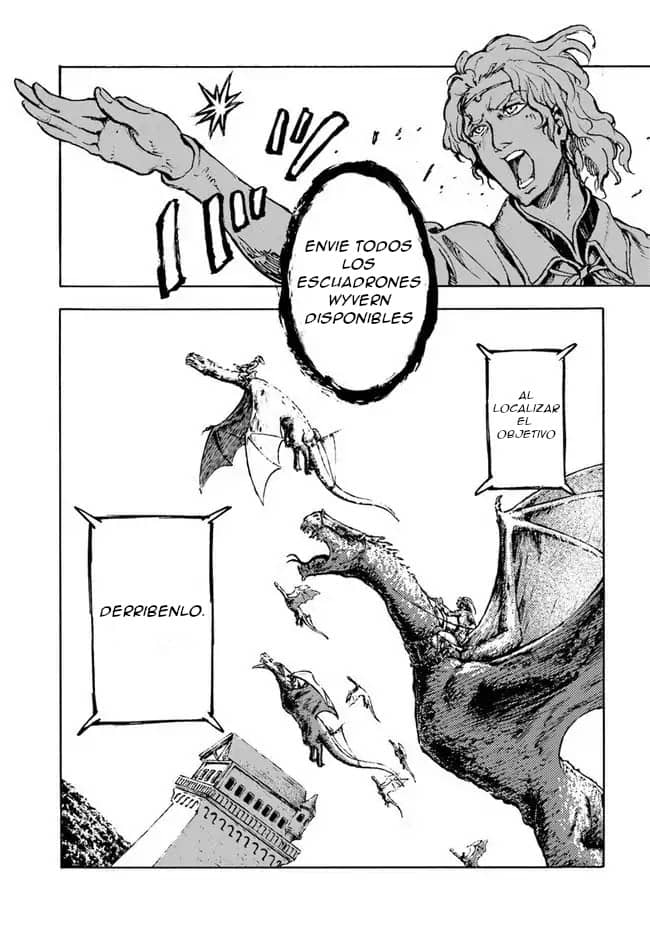 ENVIE TODOS
LOS
ESCUADRONES
WYVERN
DISPONIBLES
AL
LOCALIZAR
EL
OBJETIVO
DERRIBENLO.